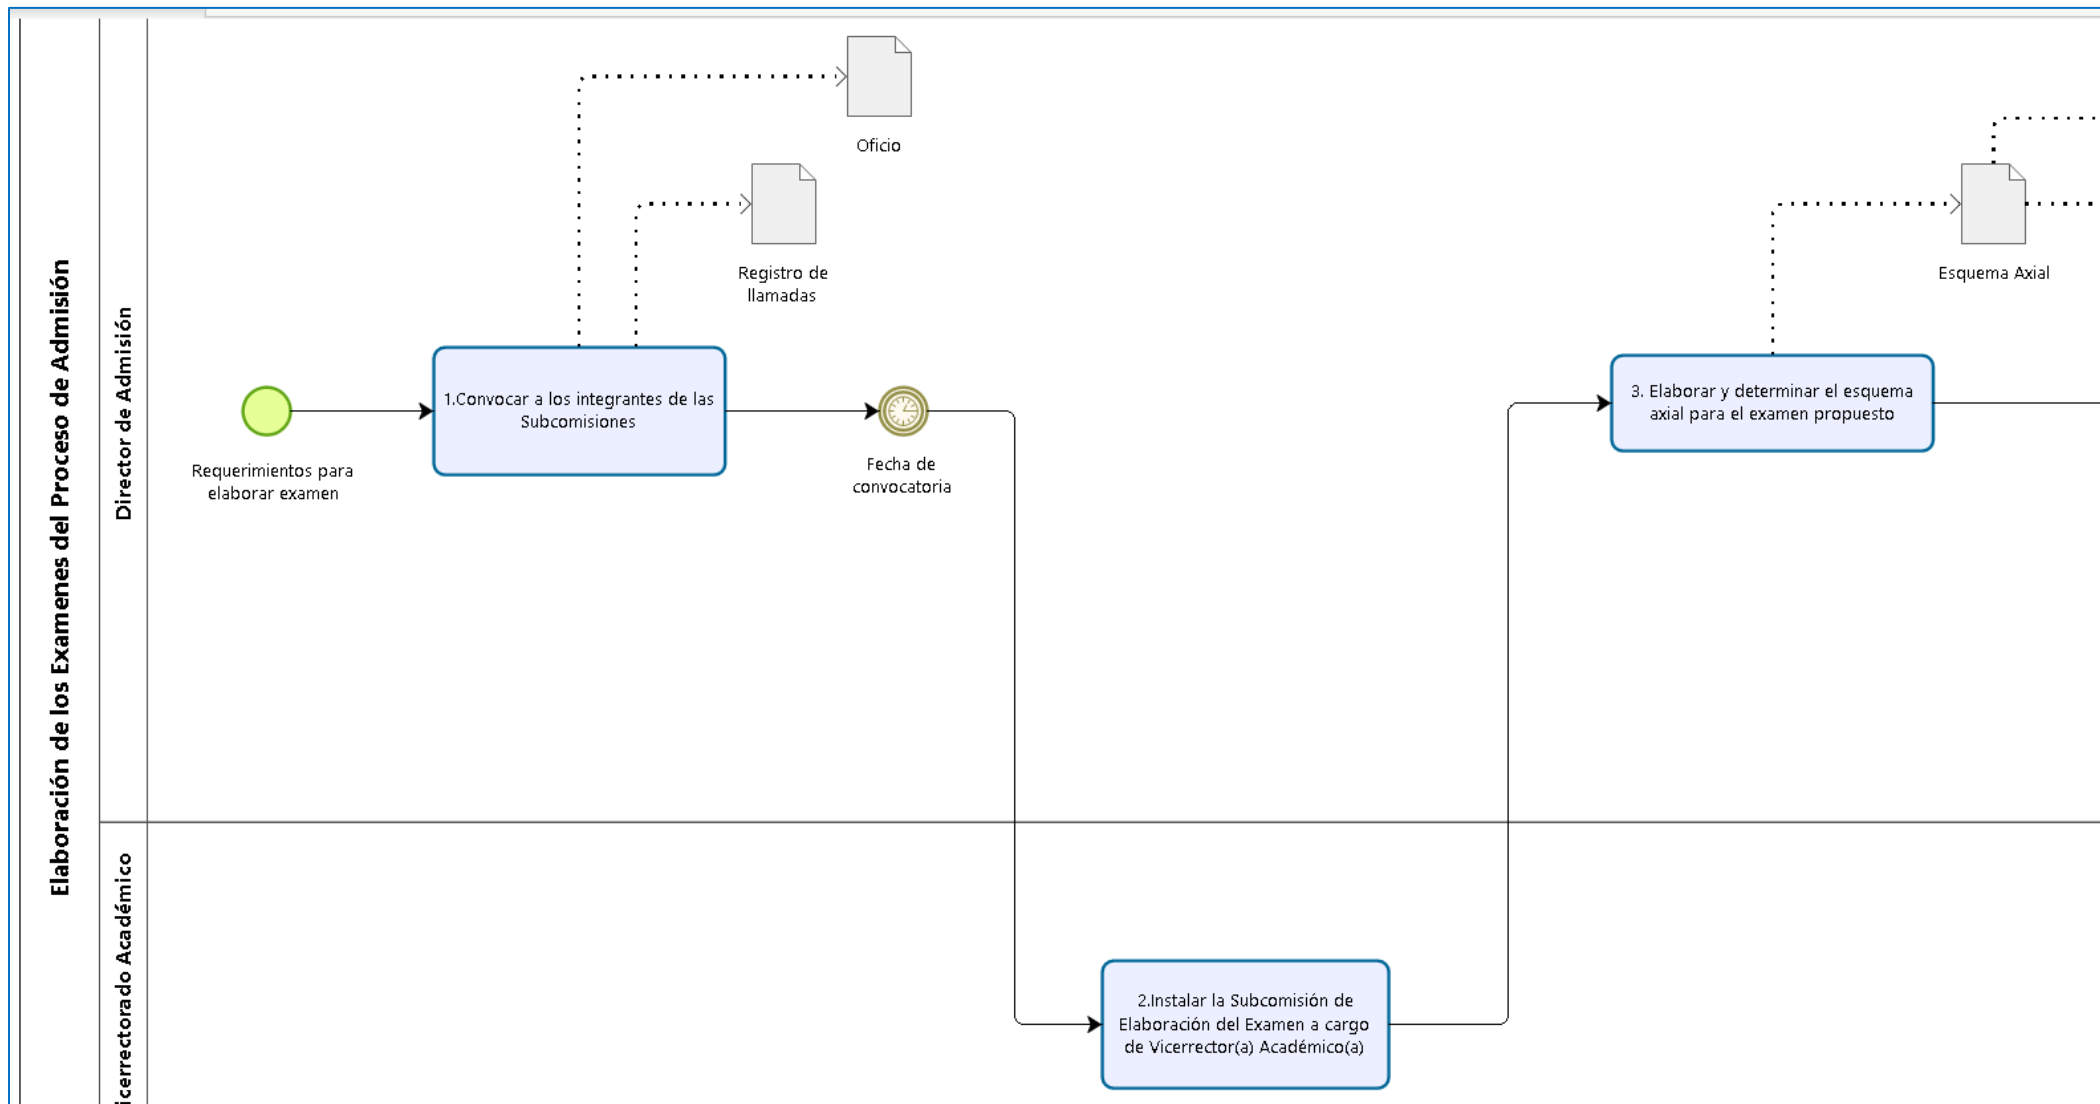 Elaboración de los Examenes del Proceso de Admisión
Director de Admisión
Oficio
Registro de
llamadas
Esquema Axial
1.Convocar a los integrantes de las
Subcomisiones
3. Elaborar y determinar el esquema
axial para el examen propuesto
Requerimientos para
elaborar examen
Fecha de
convocatoria
icerrectorado Académico
2.Instalar la Subcomisión de
Elaboración del Examen a cargo
de Vicerrector(a) Académico(a)